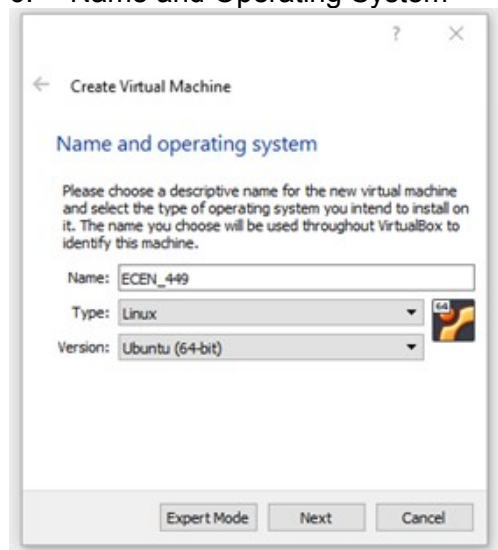 Name and Operating System
?
Create Virtual Machine
Name and operating system
Please choose a descriptive name for the new virtual machine
and select the type of operating system you intend to install on
it. The name you choose will be used throughout VirtualBox to
identify this machine.
Name: ECEN_449
Type: Linux
64
Version: Ubuntu (64-bit)
Expert Mode Next Cancel